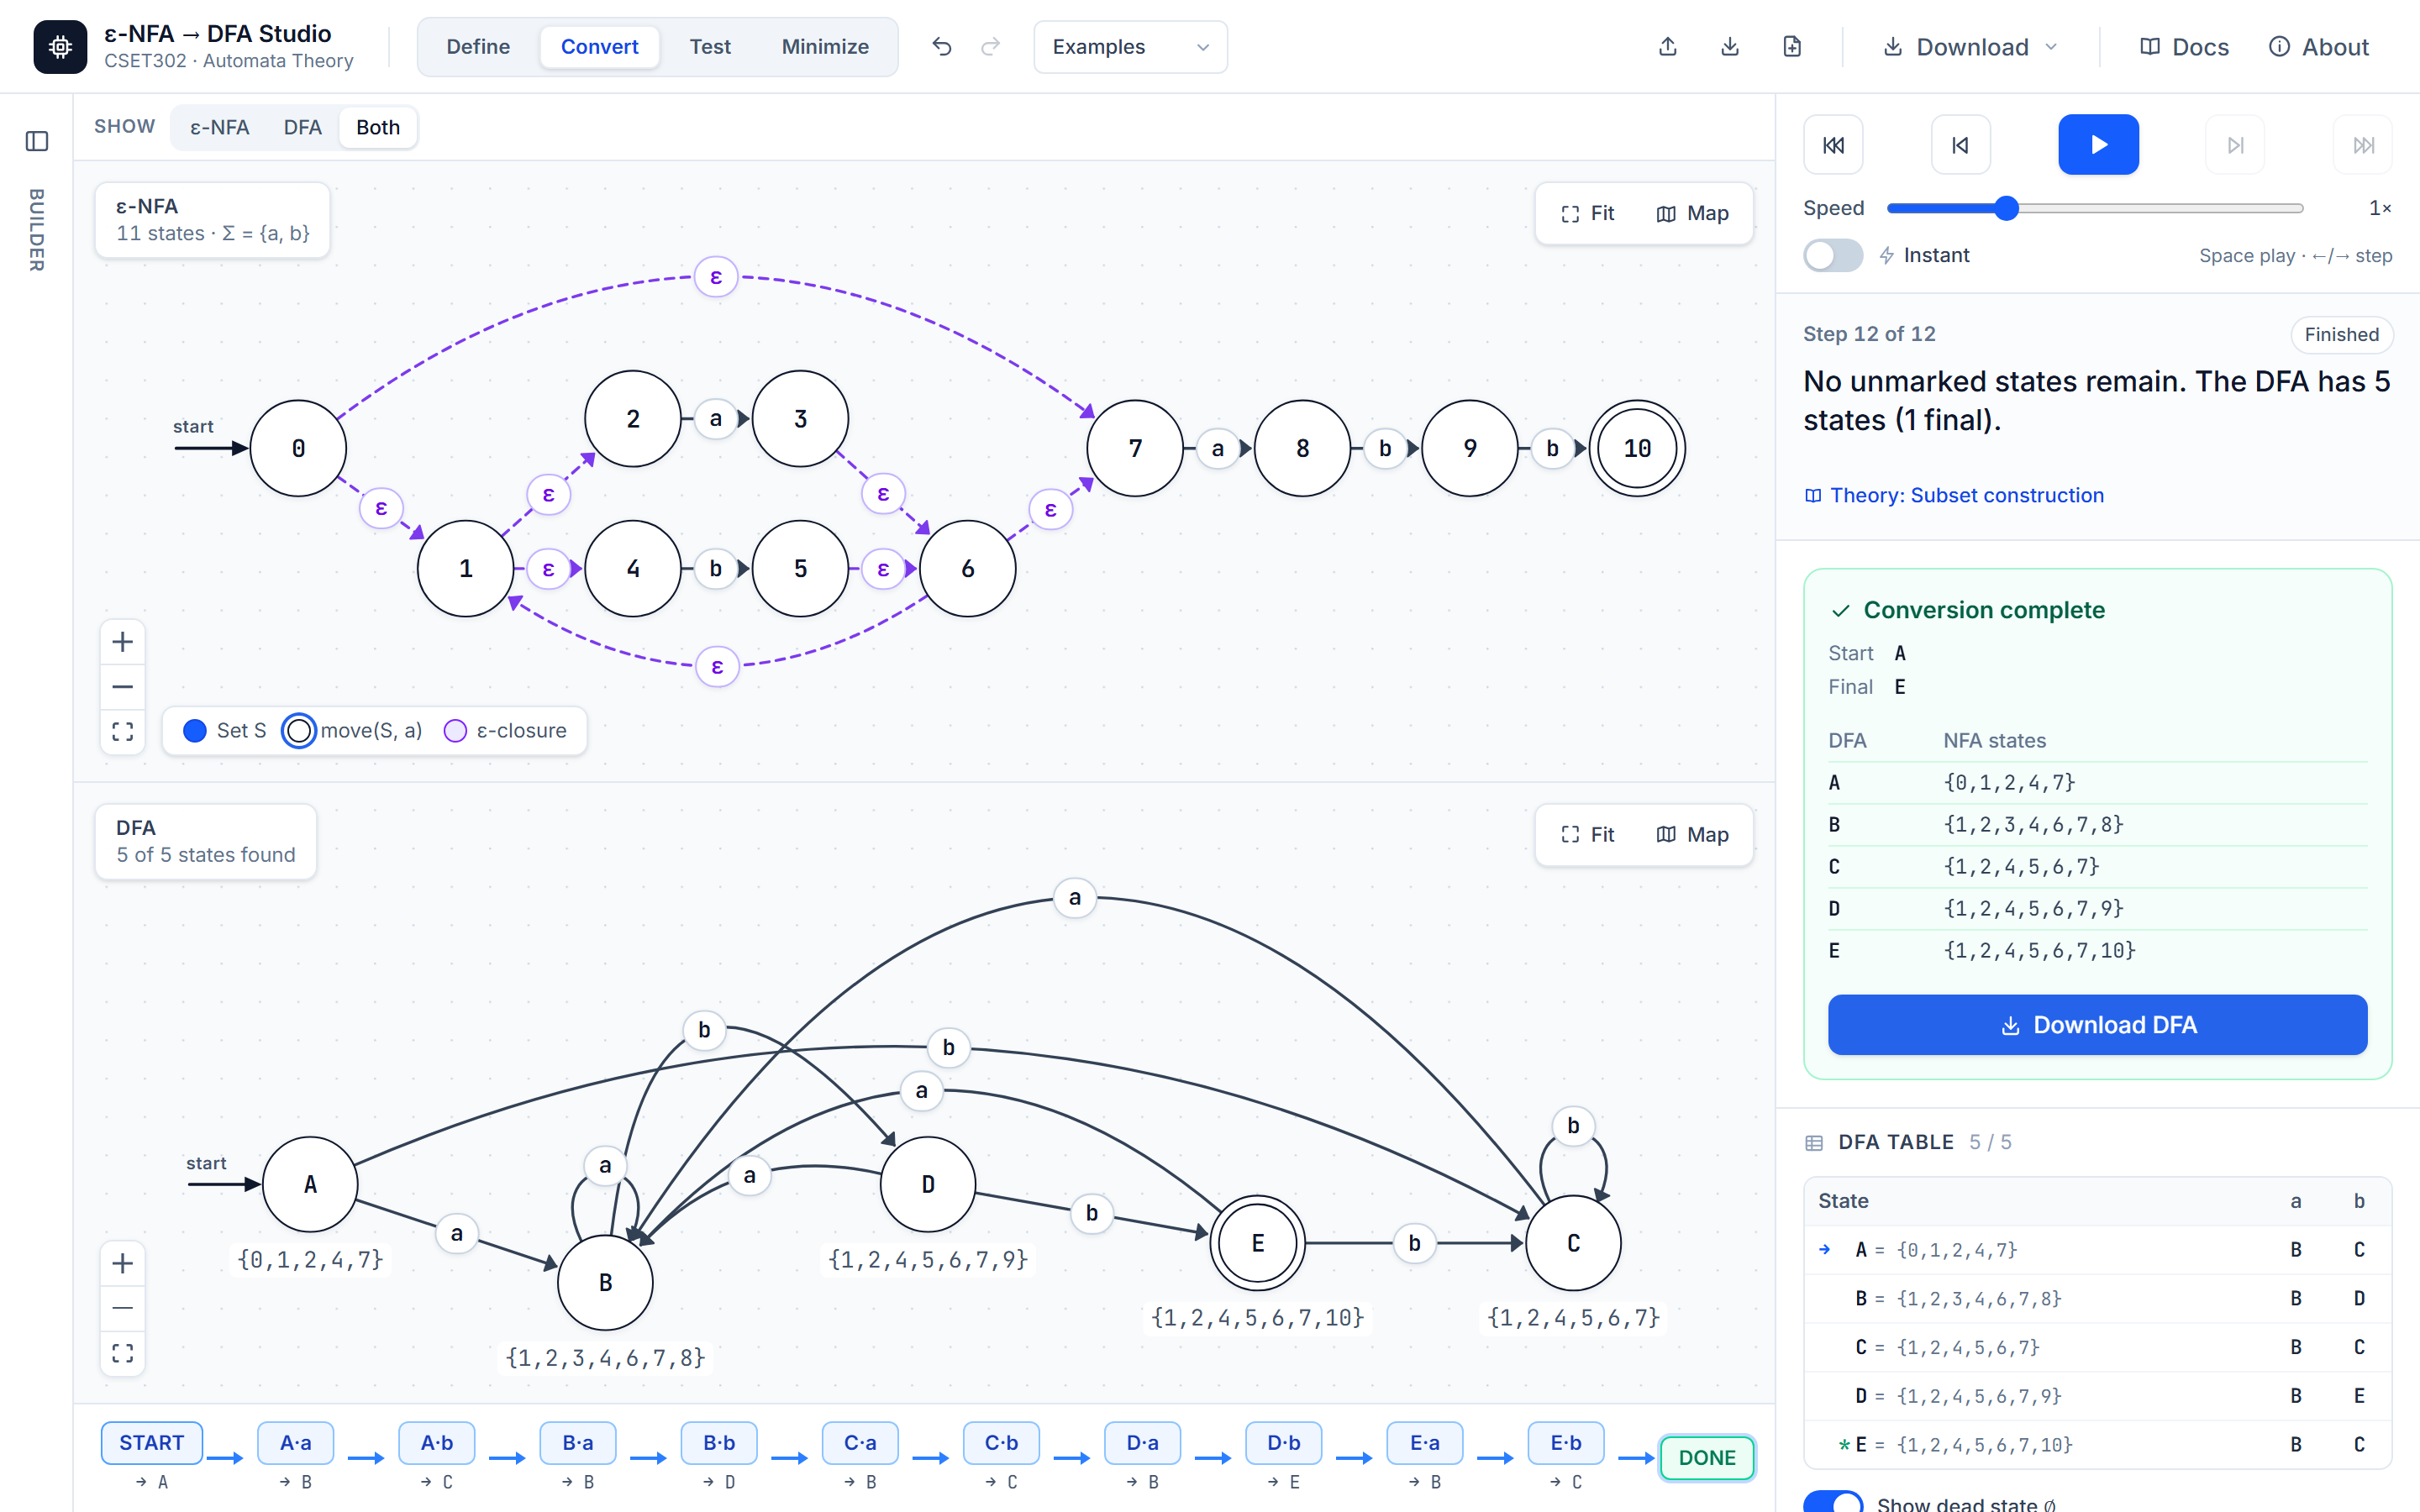 ε-NFA → DFA Studio
CSET302 · Automata Theory
Define
Convert
Test
Minimize
Examples
Download
Docs
About
BUILDER
SHOW
ε-NFA
DFA
Both
ε-NFA
11 states · Σ = {a, b}
Fit
Map
start
0
1
2
3
4
5
6
7
8
9
10
ε
ε
ε
ε
ε
ε
ε
ε
a
b
a
b
b
Set S
move(S, a)
ε-closure
DFA
5 of 5 states found
Fit
Map
start
A
{0,1,2,4,7}
B
{1,2,3,4,6,7,8}
D
{1,2,4,5,6,7,9}
E
{1,2,4,5,6,7,10}
C
{1,2,4,5,6,7}
a
b
b
a
a
a
a
b
b
b
START
→ A
A·a
→ B
A·b
→ C
B·a
→ B
B·b
→ D
C·a
→ B
C·b
→ C
D·a
→ B
D·b
→ E
E·a
→ B
E·b
→ C
DONE
Speed
1×
Instant
Space play · ←/→ step
Step 12 of 12
Finished
No unmarked states remain. The DFA has 5
states (1 final).
Theory: Subset construction
Conversion complete
Start A
Final E
DFA NFA states
A {0,1,2,4,7}
B {1,2,3,4,6,7,8}
C {1,2,4,5,6,7}
D {1,2,4,5,6,7,9}
E {1,2,4,5,6,7,10}
Download DFA
DFA TABLE 5 / 5
State a b
→ A = {0,1,2,4,7} B C
B = {1,2,3,4,6,7,8} B D
C = {1,2,4,5,6,7} B C
D = {1,2,4,5,6,7,9} B E
* E = {1,2,4,5,6,7,10} B C
Show dead state ∅